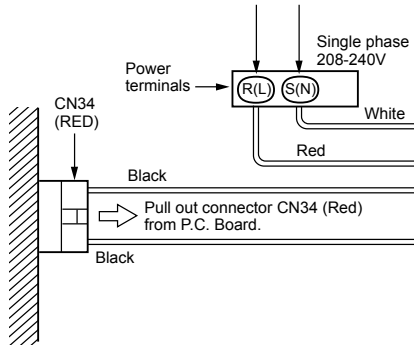 Single phase
208-240V
Power
terminals
R(L) S(N)
CN34
(RED)
White
Red
Black
Pull out connector CN34 (Red)
from P.C. Board.
Black